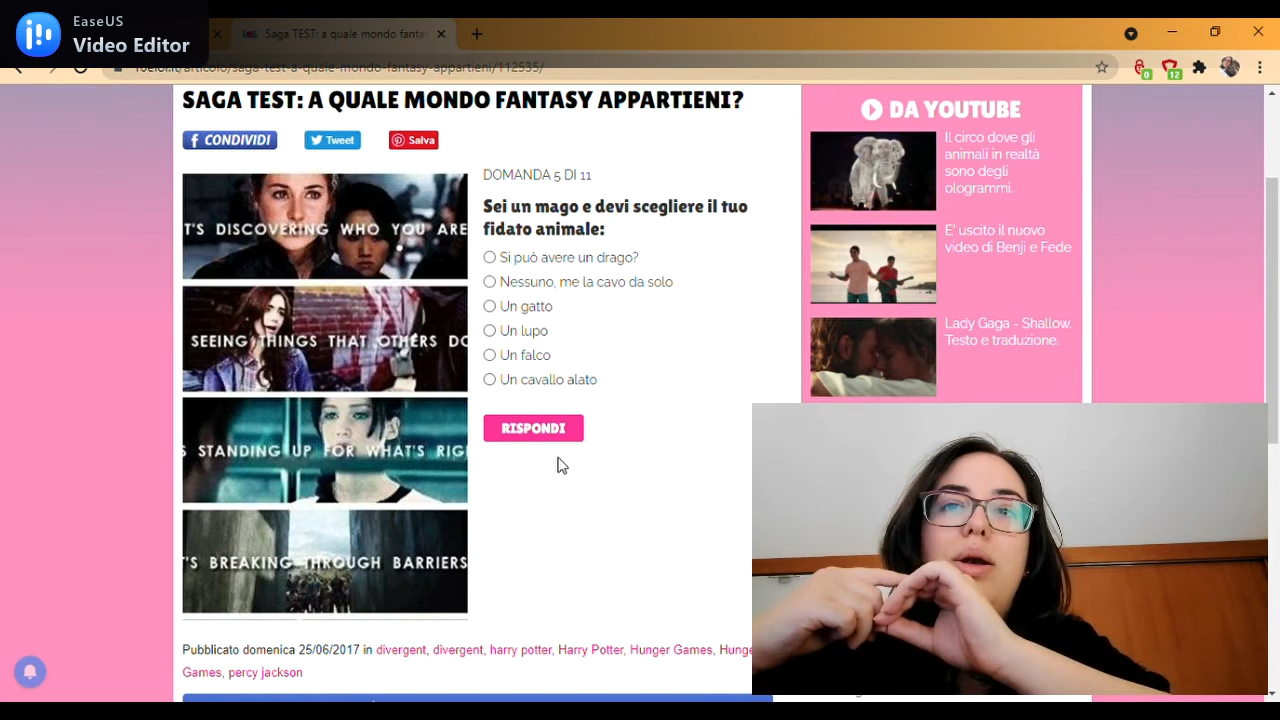 EaseUS
Video Editor
Saga TEST: a quale mondo fanta
SAGA TEST: A QUALE MONDO FANTASY APPARTIENI?
f CONDIVIDI
Tweet
Salva
DOMANDA 5 DI 11
Sei un mago e devi scegliere il tuo
fidato animale:
Si può avere un drago?
Nessuno, me la cavo da solo
Un gatto
Un lupo
Un falco
Un cavallo alato
RISPONDI
T'S DISCOVERING WHO YOU ARE
SEEING THINGS THAT OTHERS DO
S STANDING UP FOR WHAT'S RIG
'S BREAKING THROUGH BARRIERS
Pubblicato domenica 25/06/2017 in divergent, divergent, harry potter, Harry Potter, Hunger Games, Hunge
Games, percy jackson
DA YOUTUBE
Il circo dove gli
animali in realtà
sono degli
ologrammi.
E' uscito il nuovo
video di Benji e Fede
Lady Gaga - Shallow.
Testo e traduzione.
0
12